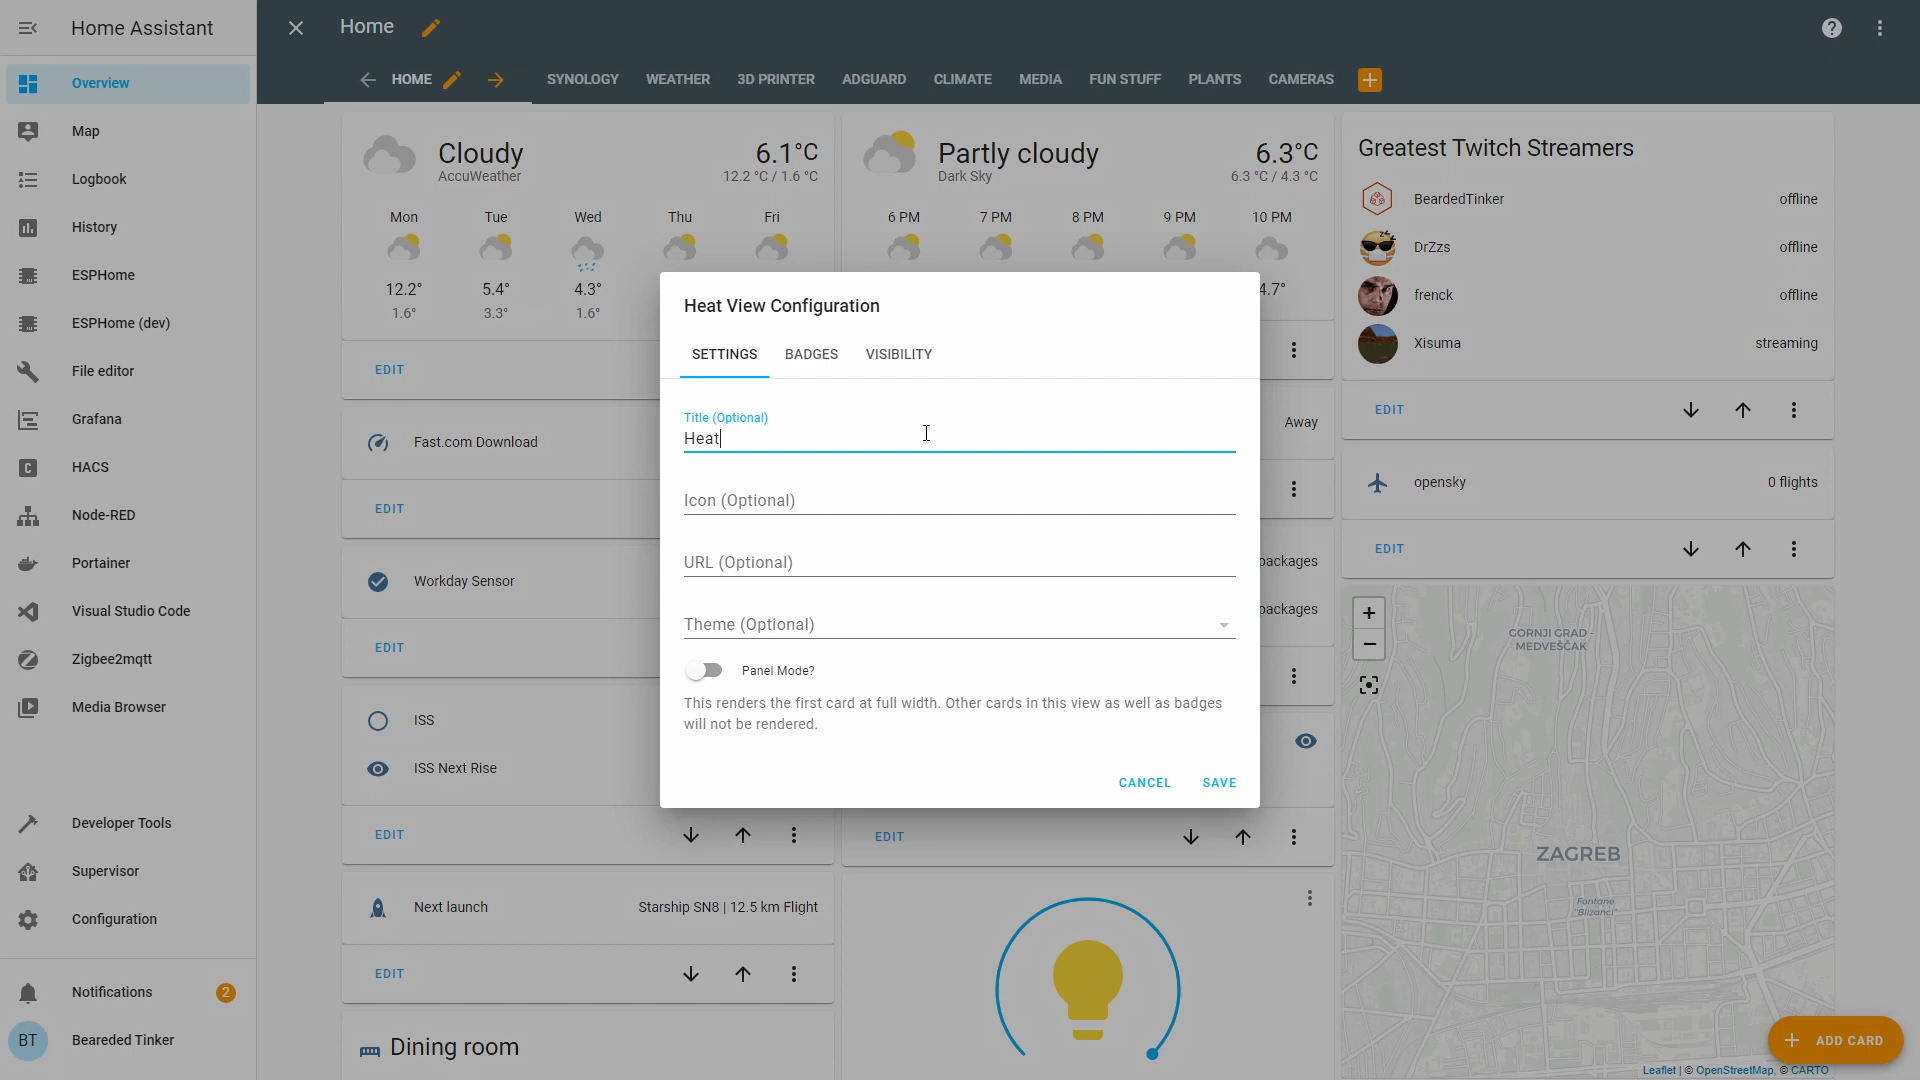 Home Assistant
Overview
Map
Logbook
History
ESPHome
ESPHome (dev)
File editor
Grafana
HACS
Node-RED
Portainer
Visual Studio Code
Zigbee2mqtt
Media Browser
Developer Tools
Supervisor
Configuration
Notifications 2
BT Beareded Tinker
Home
HOME SYNOLOGY WEATHER 3D PRINTER ADGUARD CLIMATE MEDIA FUN STUFF PLANTS CAMERAS
Cloudy 6.1°C
AccuWeather 12.2 °C / 1.6 °C
Mon Tue Wed Thu Fri
12.2° 5.4° 4.3°
1.6° 3.3° 1.6°
EDIT
Fast.com Download
EDIT
Workday Sensor
EDIT
ISS
ISS Next Rise
EDIT
Next launch Starship SN8 | 12.5 km Flight
EDIT
Dining room
Partly cloudy 6.3°C
Dark Sky 6.3 °C / 4.3 °C
6 PM 7 PM 8 PM 9 PM 10 PM
4.7°
Away
packages
packages
EDIT
Heat View Configuration
SETTINGS BADGES VISIBILITY
Title (Optional)
Heat
Icon (Optional)
URL (Optional)
Theme (Optional)
Panel Mode?
This renders the first card at full width. Other cards in this view as well as badges
will not be rendered.
CANCEL SAVE
Greatest Twitch Streamers
BeardedTinker offline
DrZzs offline
frenck offline
Xisuma streaming
EDIT
opensky 0 flights
EDIT
+
−
GORNJI GRAD -
MEDVEŠČAK
ZAGREB
Fontane
"Blizanci"
ADD CARD
Leaflet | © OpenStreetMap, © CARTO